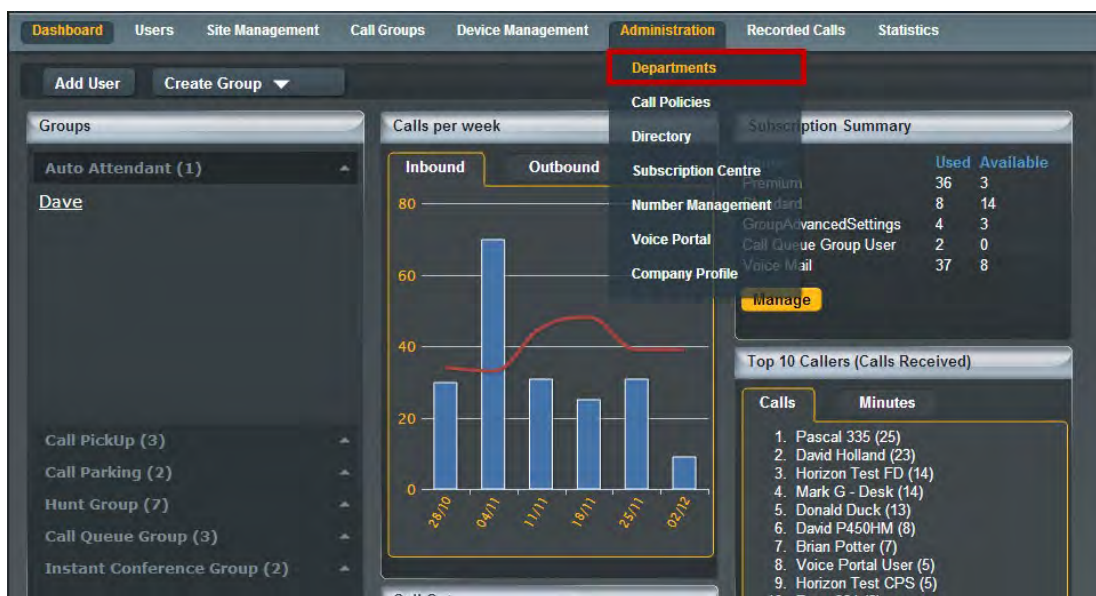 Dashboard Users Site Management Call Groups Device Management Administration Recorded Calls Statistics
Departments
Call Policies
Directory
Subscription Centre
Number Management
Voice Portal
Company Profile
Add User Create Group
Groups
Auto Attendant (1)
Dave
Call PickUp (3)
Call Parking (2)
Hunt Group (7)
Call Queue Group (3)
Instant Conference Group (2)
Calls per week
Inbound Outbound
80
60
40
20
0
28/10 04/11 11/11 18/11 25/11 02/12
Subscription Summary
Used Available
Premium 36 3
8 14
GroupAdvancedSettings 4 3
Call Queue Group User 2 0
Voice Mail 37 8
Manage
Top 10 Callers (Calls Received)
Calls Minutes
1. Pascal 335 (25)
2. David Holland (23)
3. Horizon Test FD (14)
4. Mark G - Desk (14)
5. Donald Duck (13)
6. David P450HM (8)
7. Brian Potter (7)
8. Voice Portal User (5)
9. Horizon Test CPS (5)